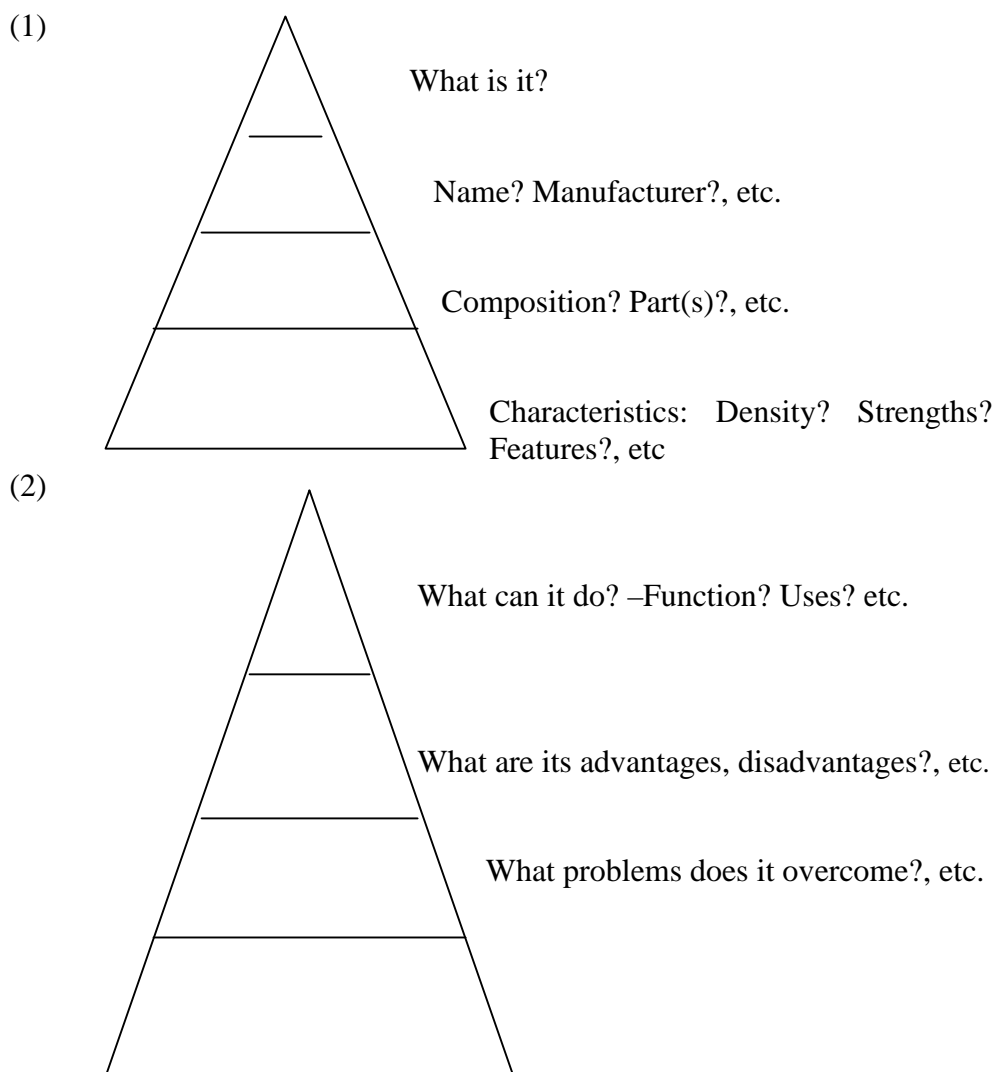 (1)
What is it?
Name? Manufacturer?, etc.
Composition? Part(s)?, etc.
Characteristics: Density? Strengths?
Features?, etc
(2)
What can it do? –Function? Uses? etc.
What are its advantages, disadvantages?, etc.
What problems does it overcome?, etc.